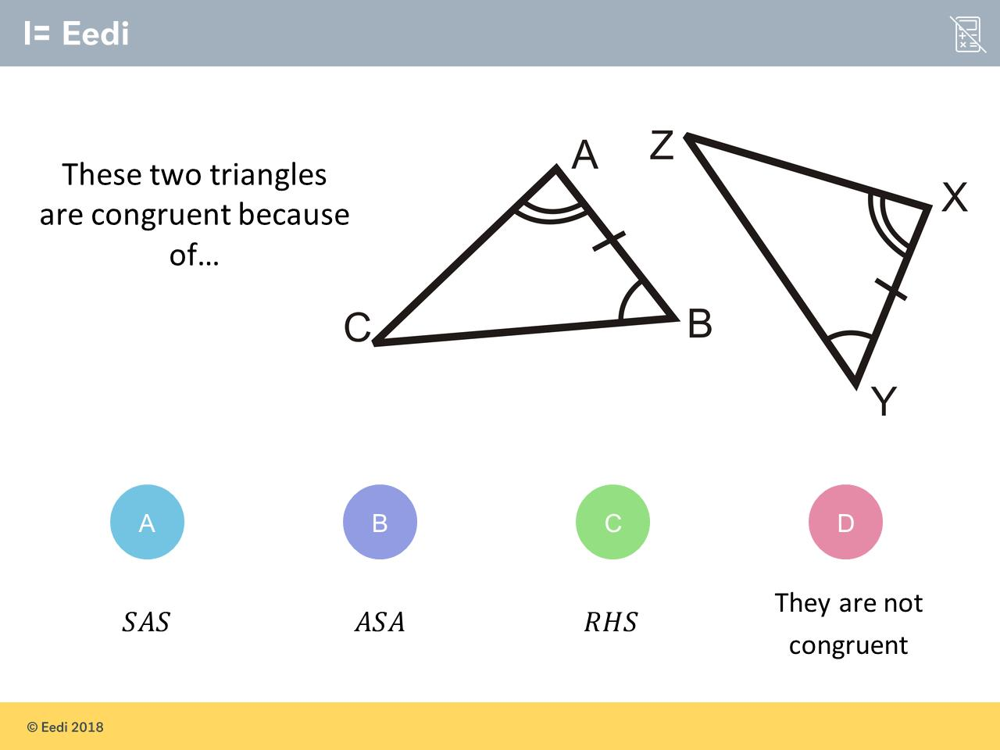 Eedi
These two triangles
are congruent because
of...
A
B
C
Z
X
Y
A
B
C
D
SAS
ASA
RHS
They are not
congruent
© Eedi 2018